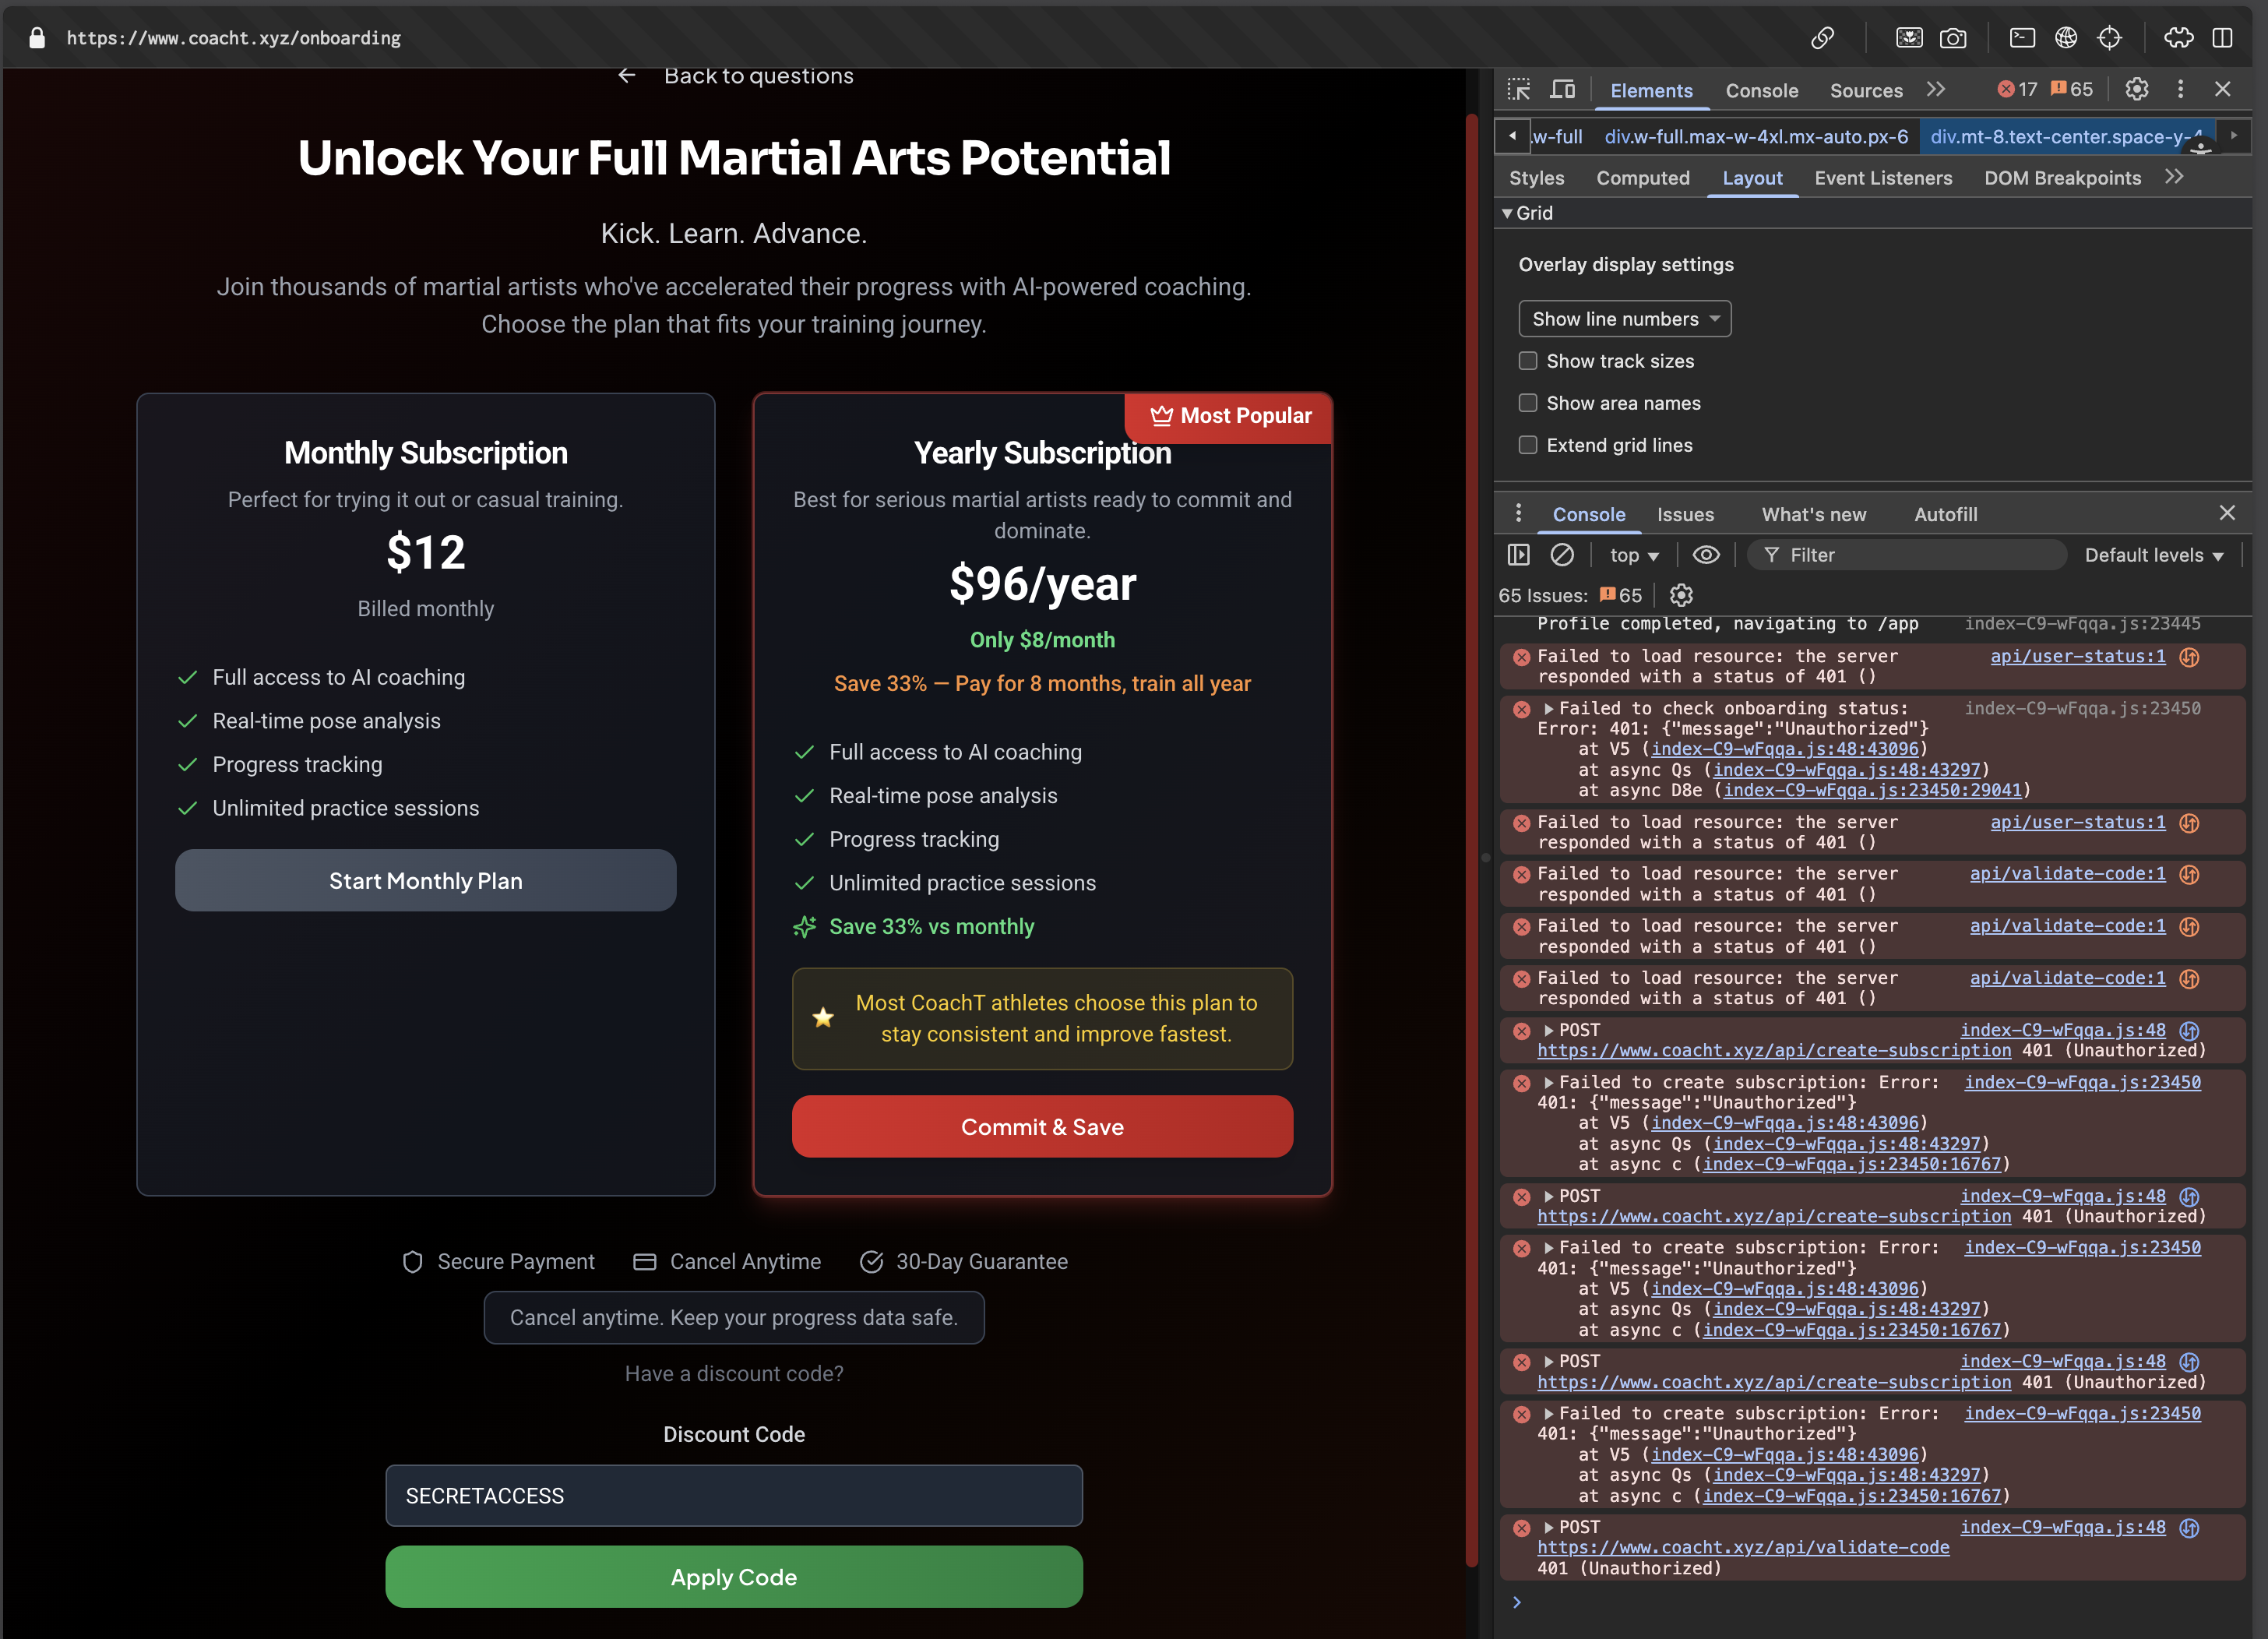 https://www.coacht.xyz/onboarding
Back to questions
Unlock Your Full Martial Arts Potential
Kick. Learn. Advance.
Join thousands of martial artists who've accelerated their progress with AI-powered coaching.
Choose the plan that fits your training journey.
Monthly Subscription
Perfect for trying it out or casual training.
$12
Billed monthly
Full access to AI coaching
Real-time pose analysis
Progress tracking
Unlimited practice sessions
Start Monthly Plan
Most Popular
Yearly Subscription
Best for serious martial artists ready to commit and
dominate.
$96/year
Only $8/month
Save 33% — Pay for 8 months, train all year
Full access to AI coaching
Real-time pose analysis
Progress tracking
Unlimited practice sessions
Save 33% vs monthly
Most CoachT athletes choose this plan to
stay consistent and improve fastest.
Commit & Save
Secure Payment
Cancel Anytime
30-Day Guarantee
Cancel anytime. Keep your progress data safe.
Have a discount code?
Discount Code
SECRETACCESS
Apply Code
Elements Console Sources 17 65
.w-full div.w-full.max-w-4xl.mx-auto.px-6 div.mt-8.text-center.space-y-4
Styles Computed Layout Event Listeners DOM Breakpoints
Grid
Overlay display settings
Show line numbers
Show track sizes
Show area names
Extend grid lines
Console Issues What's new Autofill
top Filter Default levels
65 Issues: 65
Profile completed, navigating to /app index-C9-wFqqa.js:23445
Failed to load resource: the server api/user-status:1
responded with a status of 401 ()
Failed to check onboarding status: index-C9-wFqqa.js:23450
Error: 401: {"message":"Unauthorized"}
at V5 (index-C9-wFqqa.js:48:43096)
at async Qs (index-C9-wFqqa.js:48:43297)
at async D8e (index-C9-wFqqa.js:23450:29041)
Failed to load resource: the server api/user-status:1
responded with a status of 401 ()
Failed to load resource: the server api/validate-code:1
responded with a status of 401 ()
Failed to load resource: the server api/validate-code:1
responded with a status of 401 ()
Failed to load resource: the server api/validate-code:1
responded with a status of 401 ()
POST index-C9-wFqqa.js:48
https://www.coacht.xyz/api/create-subscription 401 (Unauthorized)
Failed to create subscription: Error: index-C9-wFqqa.js:23450
401: {"message":"Unauthorized"}
at V5 (index-C9-wFqqa.js:48:43096)
at async Qs (index-C9-wFqqa.js:48:43297)
at async c (index-C9-wFqqa.js:23450:16767)
POST index-C9-wFqqa.js:48
https://www.coacht.xyz/api/create-subscription 401 (Unauthorized)
Failed to create subscription: Error: index-C9-wFqqa.js:23450
401: {"message":"Unauthorized"}
at V5 (index-C9-wFqqa.js:48:43096)
at async Qs (index-C9-wFqqa.js:48:43297)
at async c (index-C9-wFqqa.js:23450:16767)
POST index-C9-wFqqa.js:48
https://www.coacht.xyz/api/create-subscription 401 (Unauthorized)
Failed to create subscription: Error: index-C9-wFqqa.js:23450
401: {"message":"Unauthorized"}
at V5 (index-C9-wFqqa.js:48:43096)
at async Qs (index-C9-wFqqa.js:48:43297)
at async c (index-C9-wFqqa.js:23450:16767)
POST index-C9-wFqqa.js:48
https://www.coacht.xyz/api/validate-code
401 (Unauthorized)